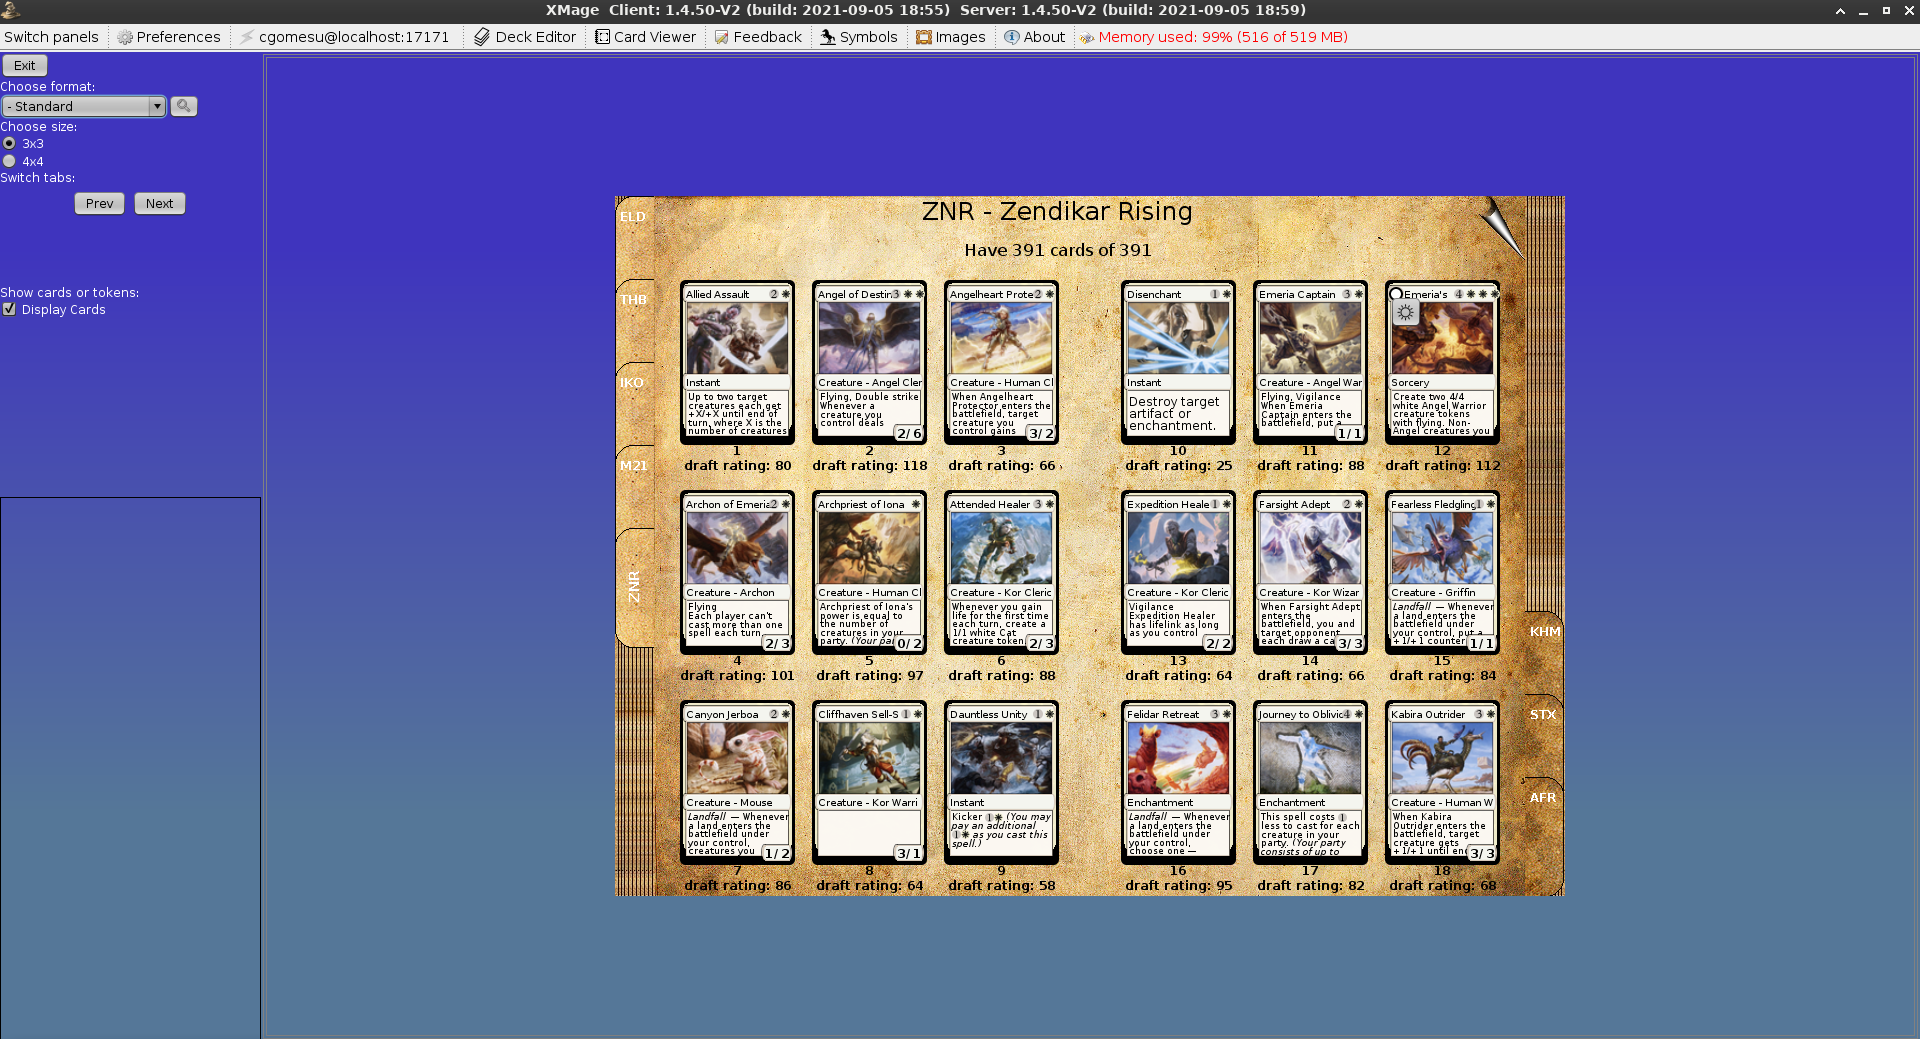 XMage Client: 1.4.50-V2 (build: 2021-09-05 18:55) Server: 1.4.50-V2 (build: 2021-09-05 18:59)
Switch panels Preferences cgomesu@localhost:17171 Deck Editor Card Viewer Feedback Symbols Images About Memory used: 99% (516 of 519 MB)
Exit
Choose format:
- Standard
Choose size:
3x3
4x4
Switch tabs:
Prev Next
Show cards or tokens:
Display Cards
ZNR - Zendikar Rising
Have 391 cards of 391
ELD
THB
IKO
M21
ZNR
KHM
STX
AFR
Allied Assault 2
Instant
Up to two target
creatures each get
+X/+X until end of
turn, where X is the
number of creatures
1
draft rating: 80
Angel of Destin 3
Creature - Angel Cler
Flying, Double strike
Whenever a
creature you
control deals
2/6
2
draft rating: 118
Angelheart Prote 2
Creature - Human Cl
When Angelheart
Protector enters the
battlefield, target
creature you
control gains
3/2
3
draft rating: 66
Disenchant 1
Instant
Destroy target
artifact or
enchantment.
10
draft rating: 25
Emeria Captain 3
Creature - Angel War
Flying, Vigilance
When Emeria
Captain enters the
battlefield, put a
1/1
11
draft rating: 88
Emeria's 4
Sorcery
Create two 4/4
white Angel Warrior
creature tokens
with flying. Non-
Angel creatures you
12
draft rating: 112
Archon of Emeria 2
Creature - Archon
Flying
Each player can't
cast more than one
spell each turn.
2/3
4
draft rating: 101
Archpriest of Iona
Creature - Human Cl
Archpriest of Iona's
power is equal to
the number of
creatures in your
party. (Your pa
0/2
5
draft rating: 97
Attended Healer 3
Creature - Kor Cleric
Whenever you gain
life for the first time
each turn, create a
1/1 white Cat
creature token
2/3
6
draft rating: 88
Expedition Heale 1
Creature - Kor Cleric
Vigilance
Expedition Healer
has lifelink as long
as you control
2/2
13
draft rating: 64
Farsight Adept 2
Creature - Kor Wizar
When Farsight Adept
enters the
battlefield, you and
target opponent
each draw a ca
3/3
14
draft rating: 66
Fearless Fledgling 1
Creature - Griffin
Landfall — Whenever
a land enters the
battlefield under
your control, put a
+1/+1 counter
1/1
15
draft rating: 84
Canyon Jerboa 2
Creature - Mouse
Landfall — Whenever
a land enters the
battlefield under
your control,
creatures you
1/2
7
draft rating: 86
Cliffhaven Sell-S 1
Creature - Kor Warri
3/1
8
draft rating: 64
Dauntless Unity 1
Instant
Kicker 1 (You may
pay an additional
1 as you cast this
spell.)
9
draft rating: 58
Felidar Retreat 3
Enchantment
Landfall — Whenever
a land enters the
battlefield under
your control,
choose one —
16
draft rating: 95
Journey to Oblivio 4
Enchantment
This spell costs 1
less to cast for each
creature in your
party. (Your party
consists of up to
17
draft rating: 82
Kabira Outrider 3
Creature - Human W
When Kabira
Outrider enters the
battlefield, target
creature gets
+1/+1 until en
3/3
18
draft rating: 68